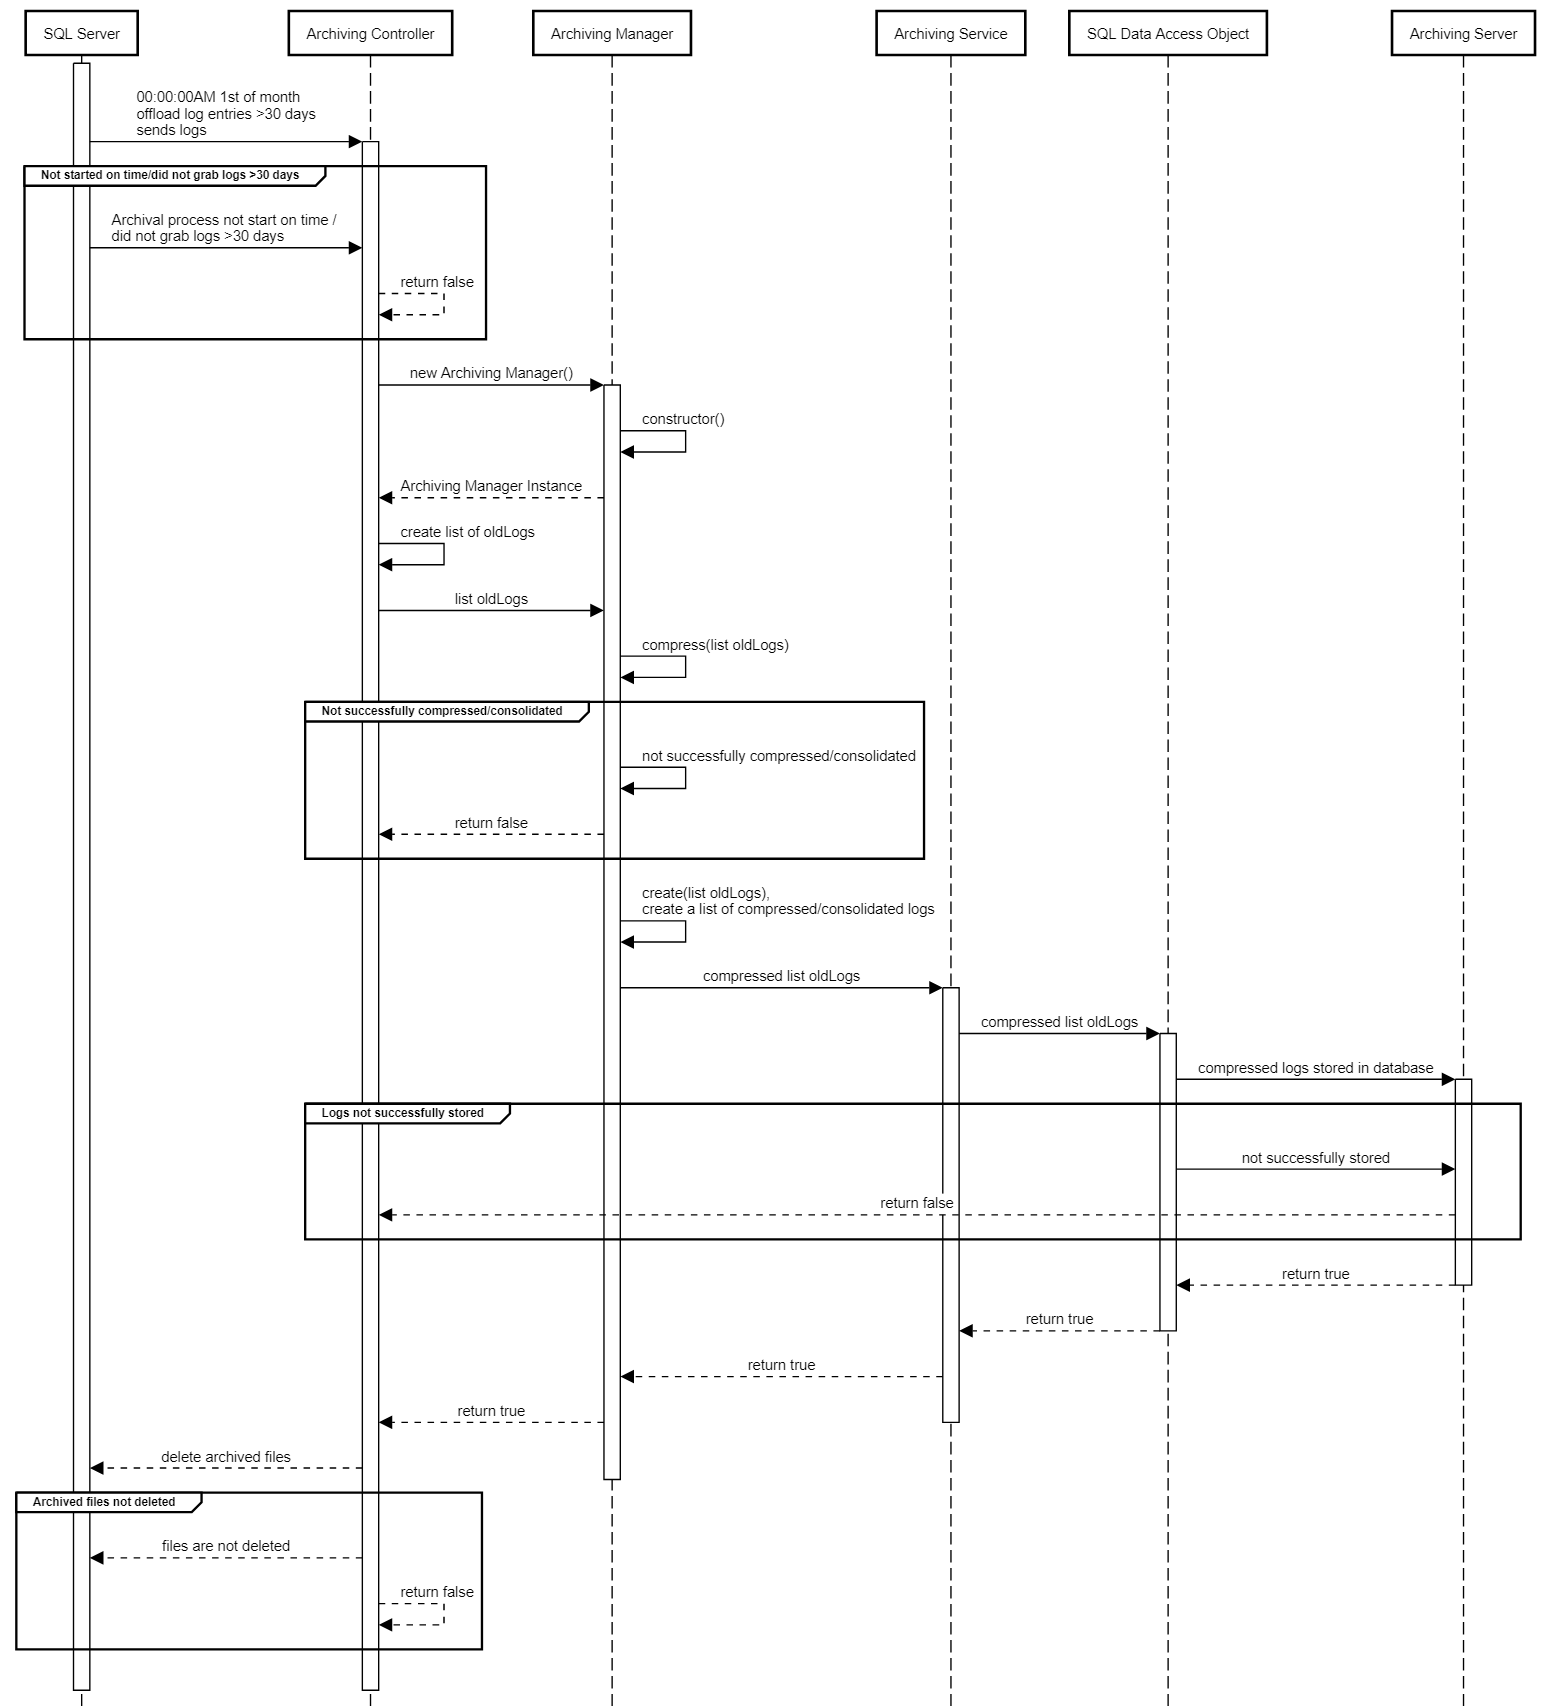 SQL Server
Archiving Controller
Archiving Manager
Archiving Service
SQL Data Access Object
Archiving Server
00:00:00AM 1st of month
offload log entries >30 days
sends logs
Not started on time/did not grab logs >30 days
Archival process not start on time /
did not grab logs >30 days
return false
new Archiving Manager()
constructor()
Archiving Manager Instance
create list of oldLogs
list oldLogs
compress(list oldLogs)
Not successfully compressed/consolidated
not successfully compressed/consolidated
return false
create(list oldLogs),
create a list of compressed/consolidated logs
compressed list oldLogs
compressed list oldLogs
compressed logs stored in database
Logs not successfully stored
not successfully stored
return false
return true
return true
return true
return true
delete archived files
Archived files not deleted
files are not deleted
return false